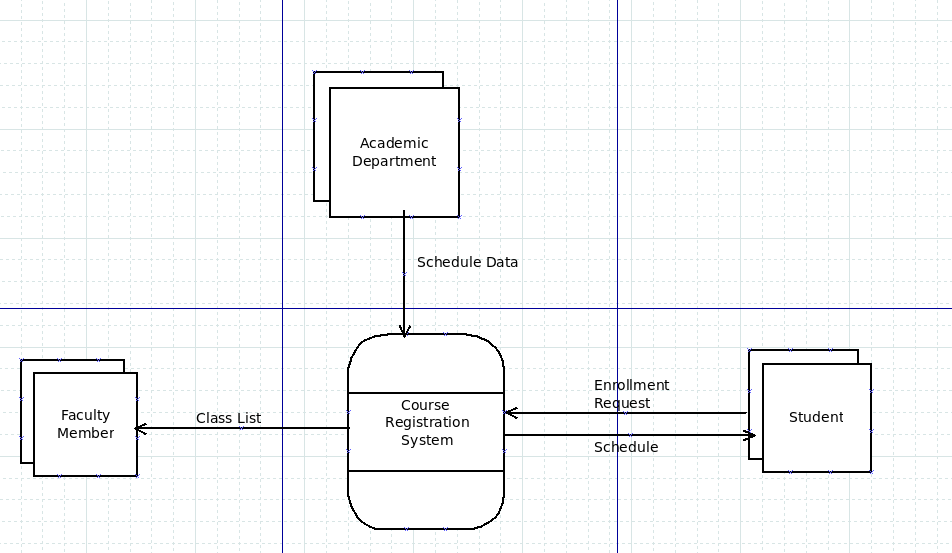 Academic
Department
Schedule Data
Enrollment
Request
Course
Registration
System
Faculty
Member
Class List
Student
Schedule